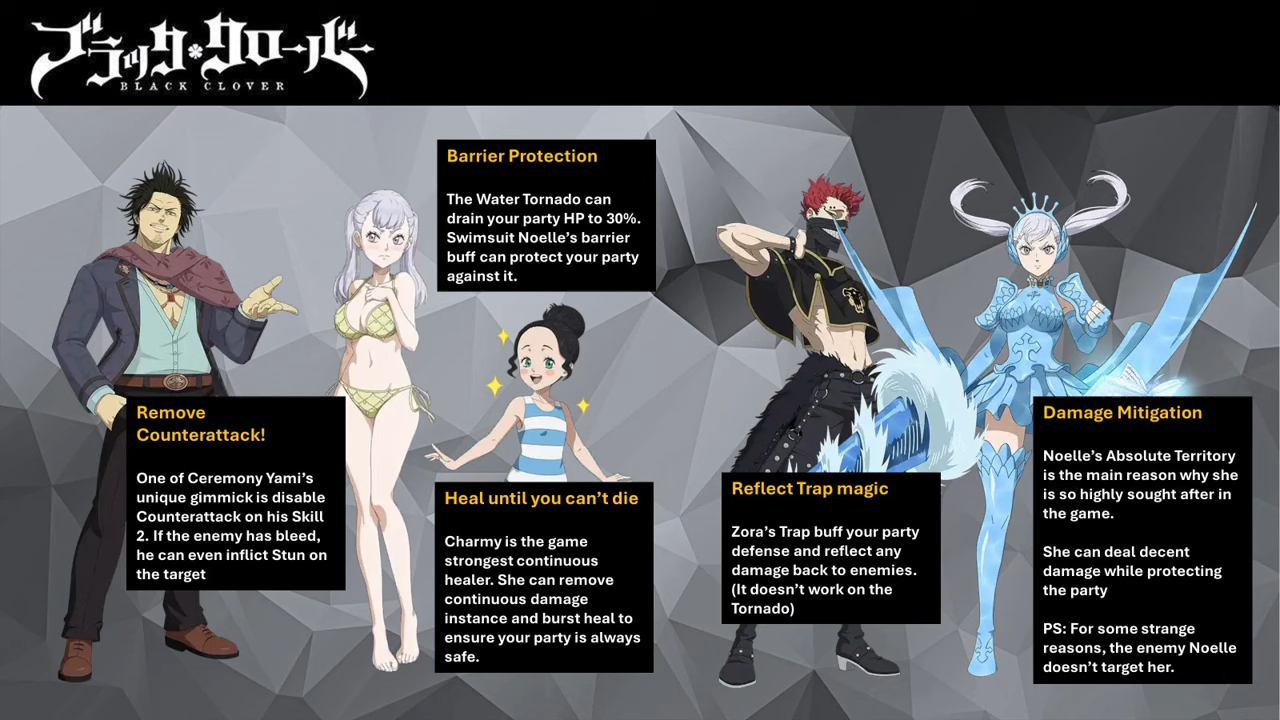 ブラック・クローバー
BLACK CLOVER
Barrier Protection
The Water Tornado can
drain your party HP to 30%.
Swimsuit Noelle's barrier
buff can protect your party
against it.
Remove
Counterattack!
One of Ceremony Yami's
unique gimmick is disable
Counterattack on his Skill
2. If the enemy has bleed,
he can even inflict Stun on
the target
Heal until you can't die
Charmy is the game
strongest continuous
healer. She can remove
continuous damage
instance and burst heal to
ensure your party is always
safe.
Reflect Trap magic
Zora's Trap buff your party
defense and reflect any
damage back to enemies.
(It doesn't work on the
Tornado)
Damage Mitigation
Noelle's Absolute Territory
is the main reason why she
is so highly sought after in
the game.
She can deal decent
damage while protecting
the party
PS: For some strange
reasons, the enemy Noelle
doesn't target her.